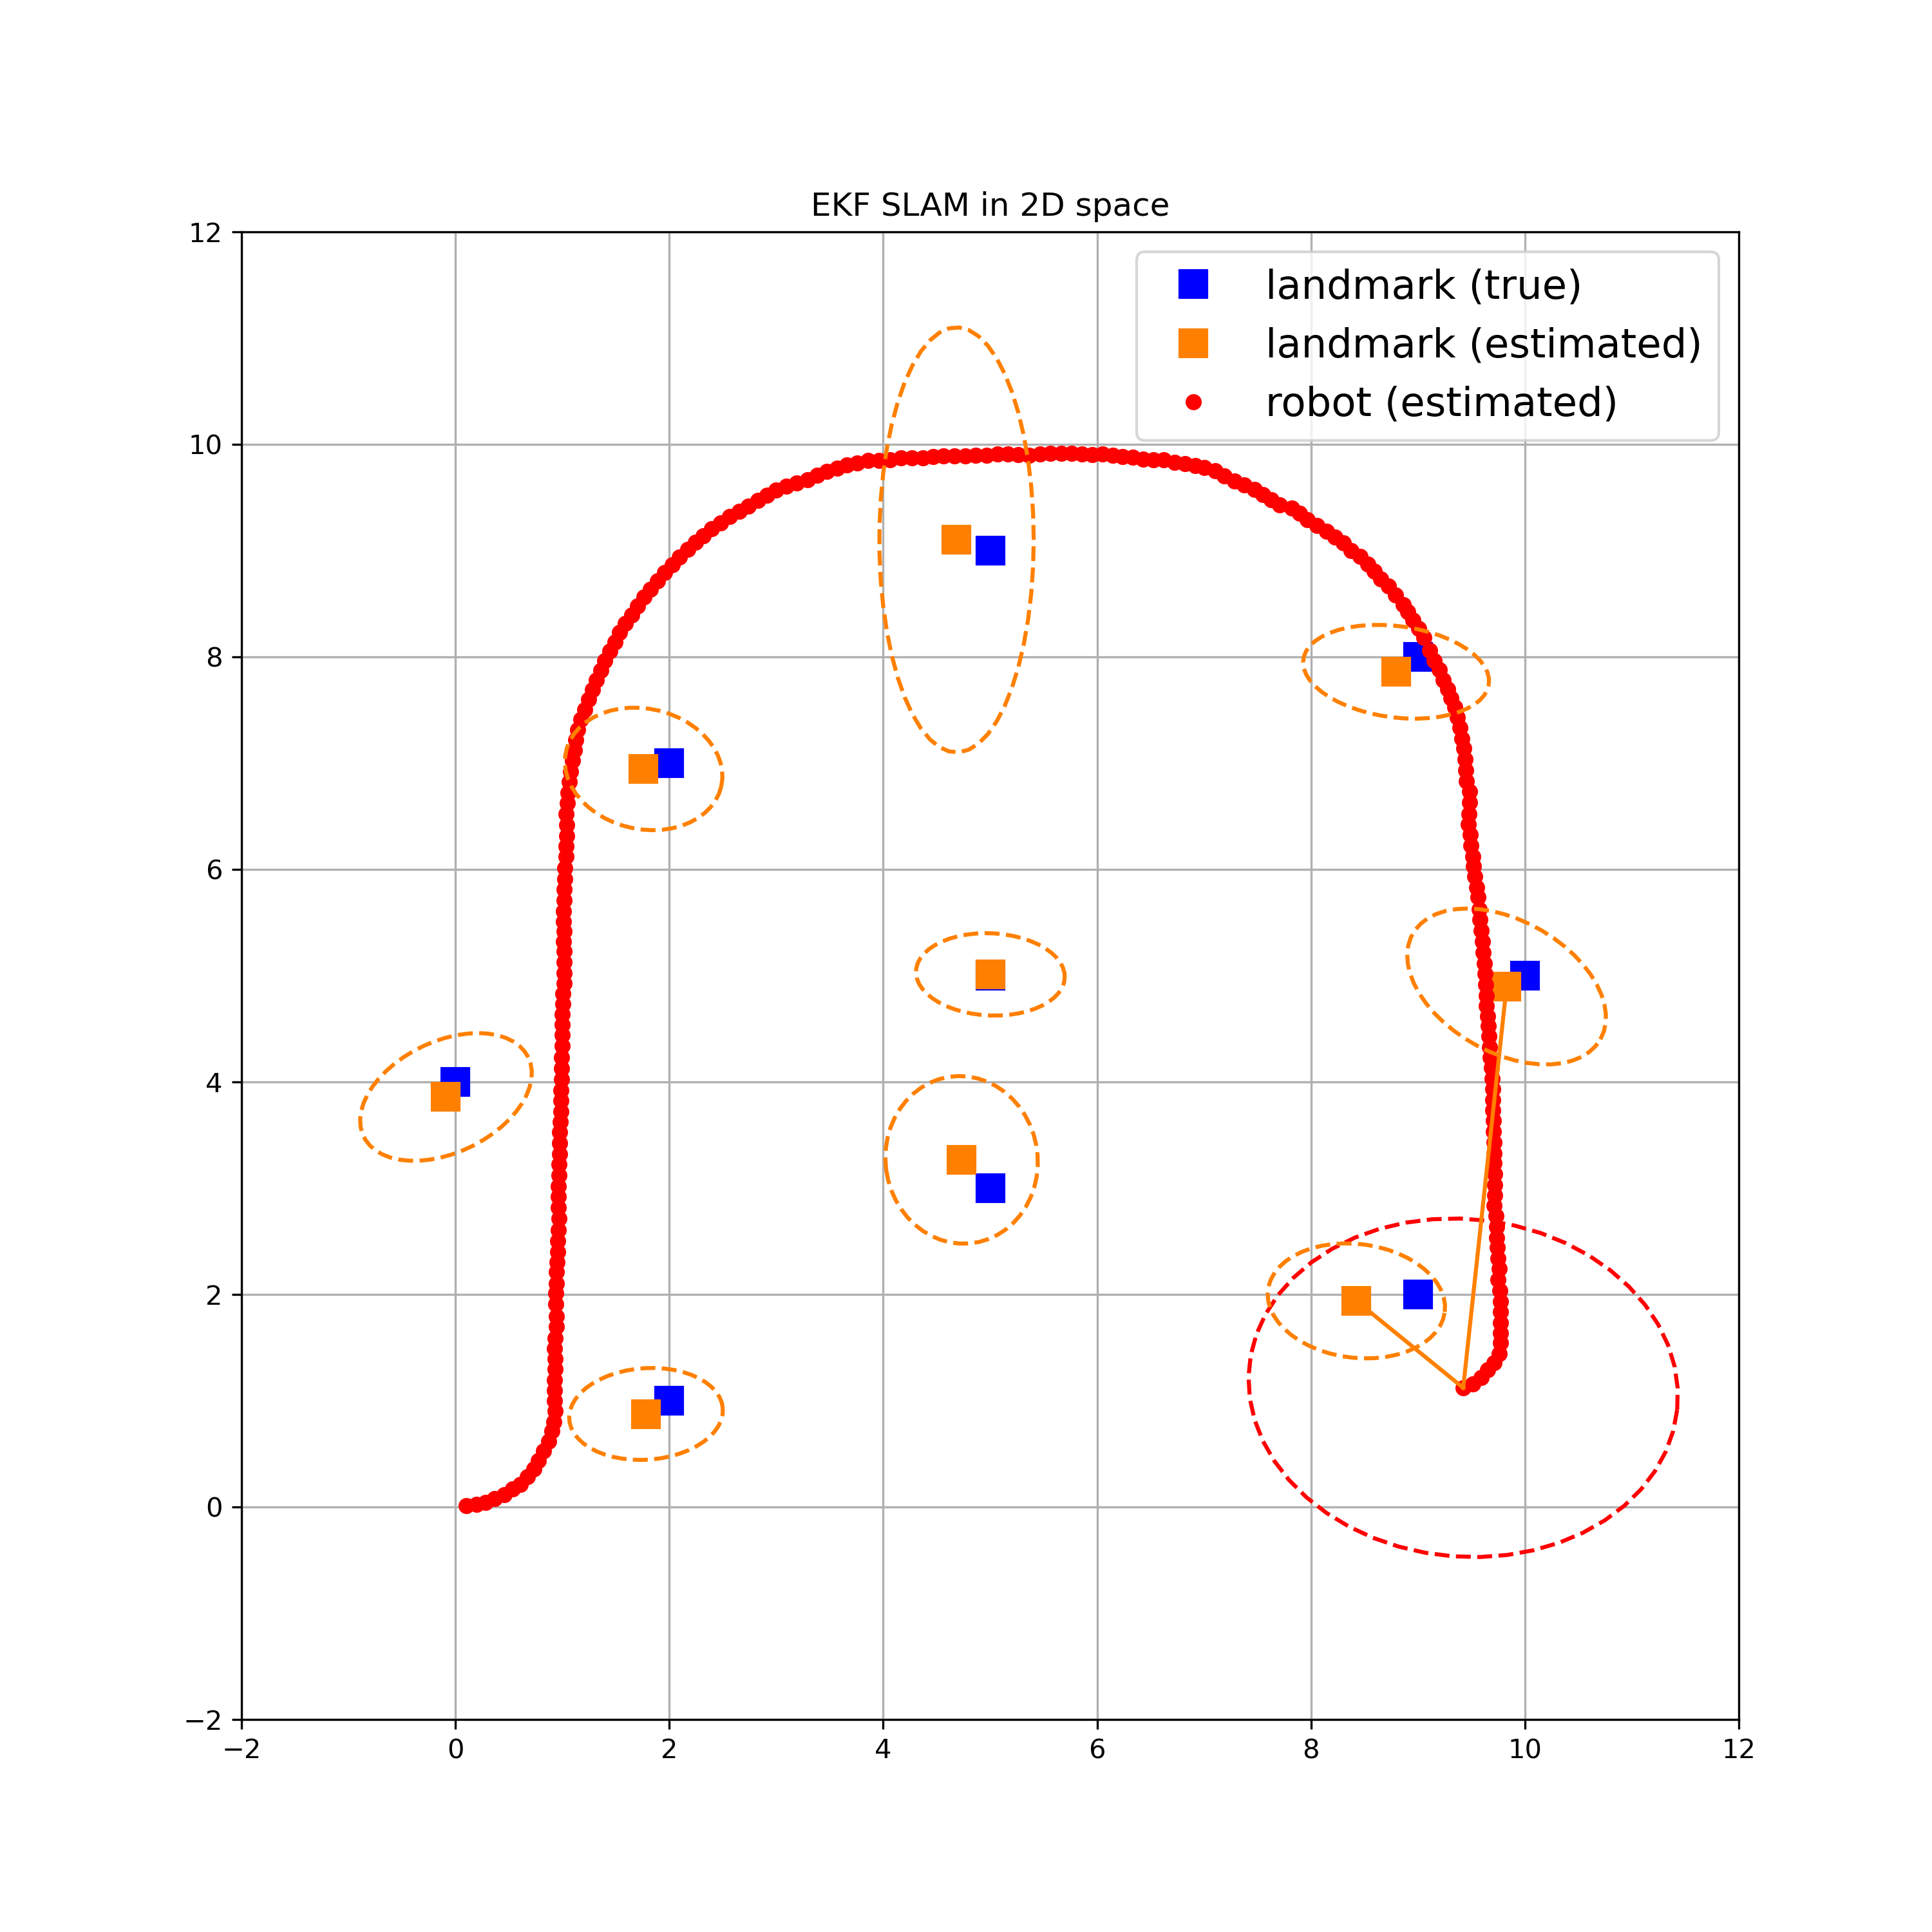 EKF SLAM in 2D space
12
10
8
6
4
2
0
−2
landmark (true)
landmark (estimated)
robot (estimated)
−2 0 2 4 6 8 10 12